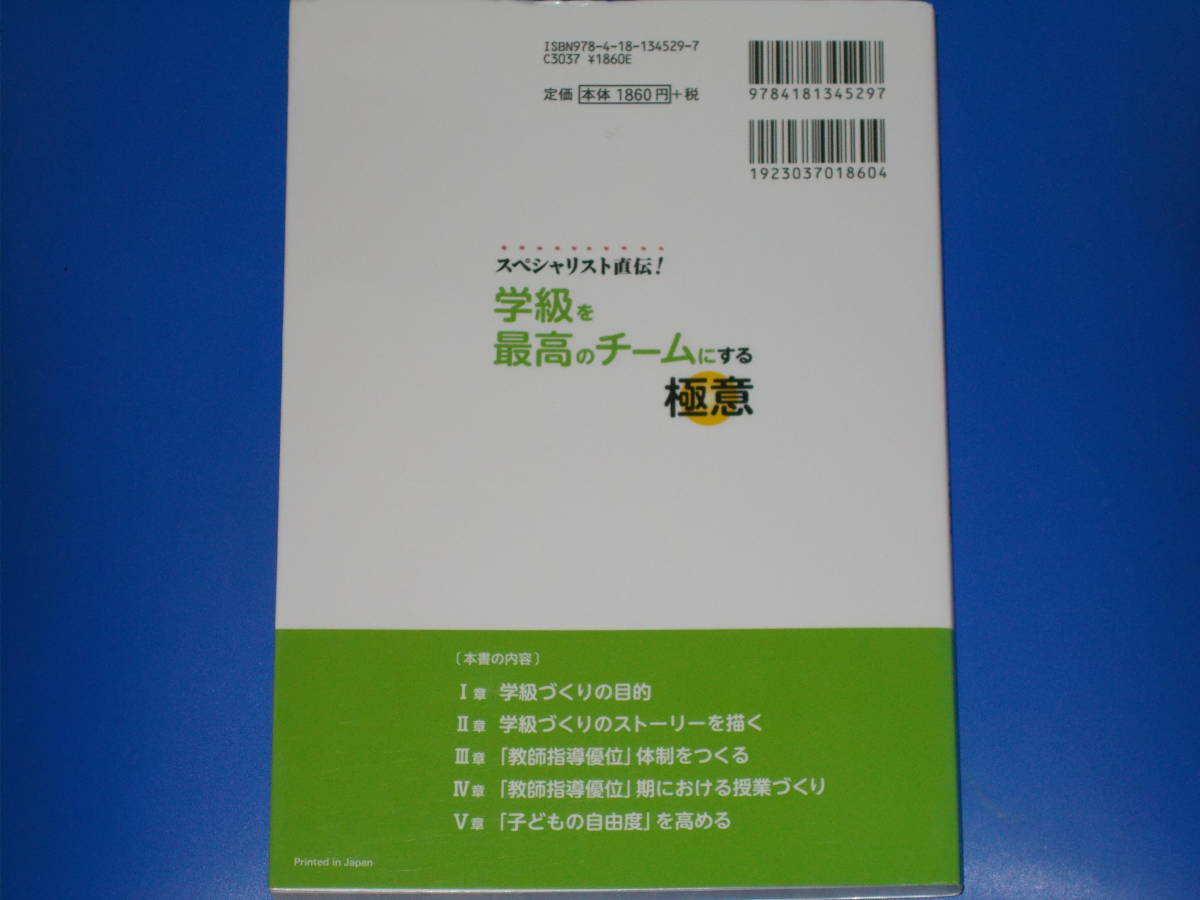 ISBN978-4-18-134529-7
C3037 ¥1860E
定価 本体 1860円+税
9784181345297
1923037018604
スペシャリスト直伝!
学級を
最高のチームにする
極意
〔本書の内容〕
Ⅰ章 学級づくりの目的
Ⅱ章 学級づくりのストーリーを描く
Ⅲ章 「教師指導優位」体制をつくる
Ⅳ章 「教師指導優位」期における授業づくり
Ⅴ章 「子どもの自由度」を高める
Printed in Japan